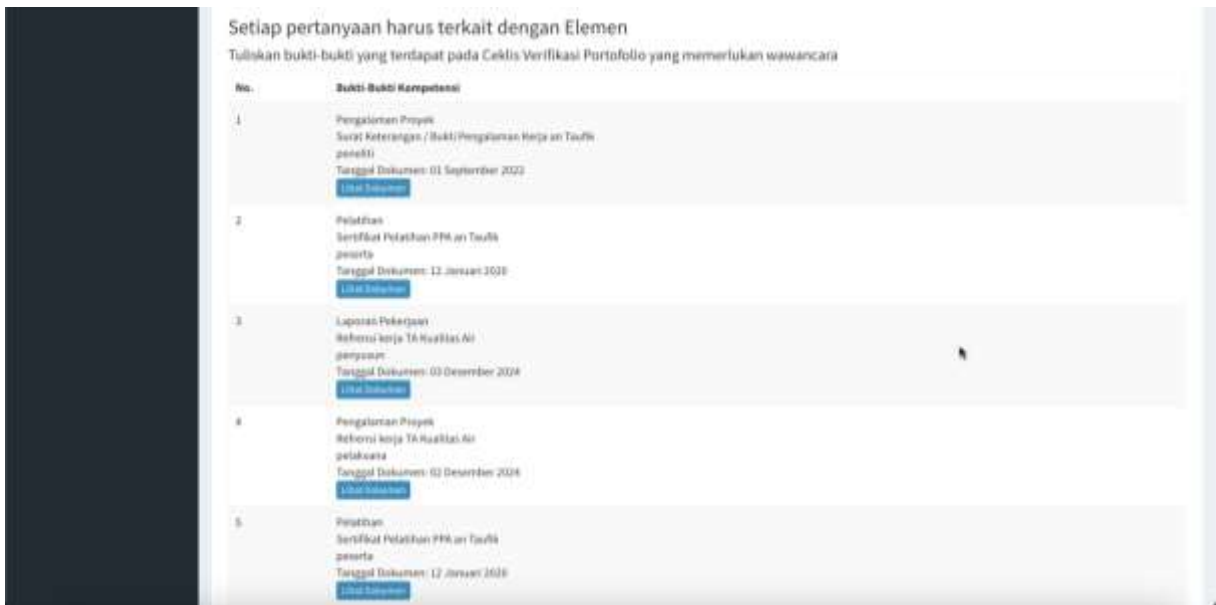 Setiap pertanyaan harus terkait dengan Elemen
Tuliskan bukti-bukti yang terdapat pada Ceklis Verifikasi Portofolio yang memerlukan wawancara
No. Bukti-Bukti Kompetensi
1 Pengalaman Proyek
Surat Keterangan / Bukti Pengalaman Kerja an Taufik
peneliti
Tanggal Dokumen: 01 September 2022
Lihat Dokumen
2 Pelatihan
Sertifikat Pelatihan PPA an Taufik
peserta
Tanggal Dokumen: 12 Januari 2020
Lihat Dokumen
3 Laporan Pekerjaan
Refrensi kerja TA Kualitas Air
penyusun
Tanggal Dokumen: 03 Desember 2024
Lihat Dokumen
4 Pengalaman Proyek
Refrensi kerja TA Kualitas Air
pelaksana
Tanggal Dokumen: 02 Desember 2024
Lihat Dokumen
5 Pelatihan
Sertifikat Pelatihan PPA an Taufik
peserta
Tanggal Dokumen: 12 Januari 2020
Lihat Dokumen